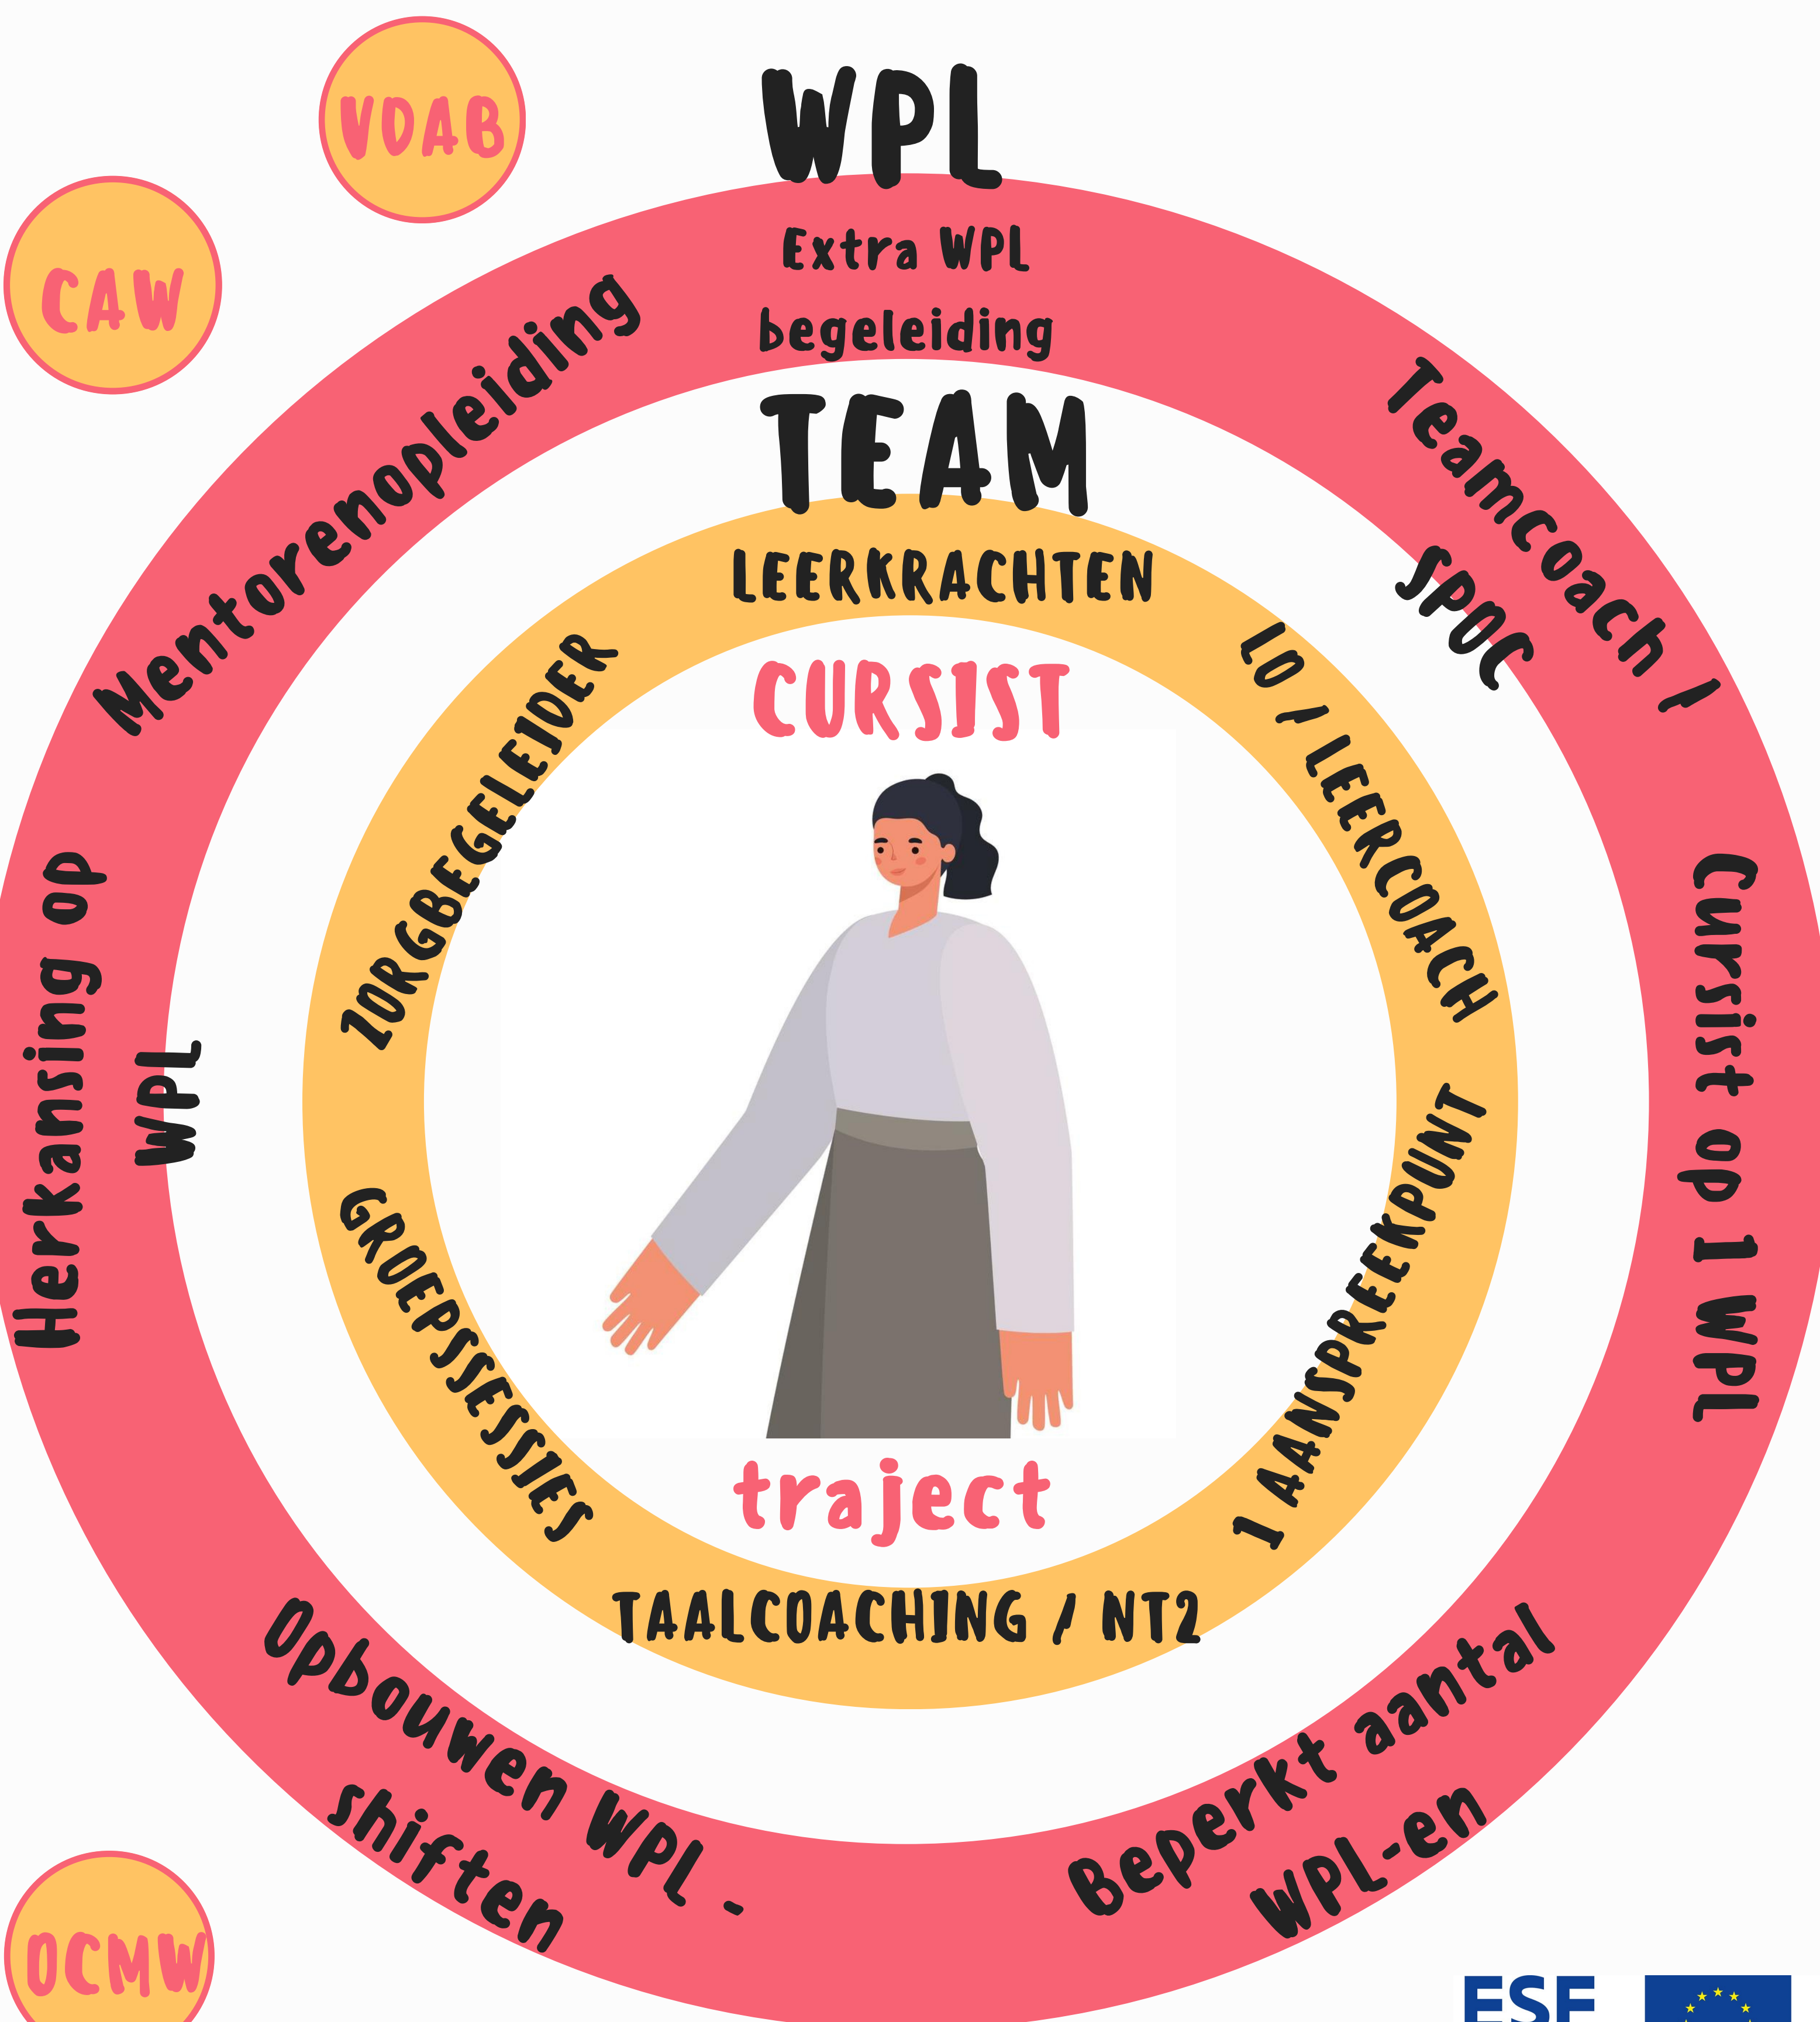 VDAB
CAW
WPL
Extra WPL
begeleiding
Mentorenopleiding
Teamcoach /
SPOC
TEAM
LEERKRACHTEN
ZORGBEGELEIDER
LO / LEERCOACH
CURSIST
Herkansing op
WPL
Cursist op 1 WPL
GROEPSSESSIES
1 AANSPREEKPUNT
traject
TAALCOACHING / NT2
Opbouwen WPL -
shiften
Beperkt aantal
WPL-en
OCMW
ESF